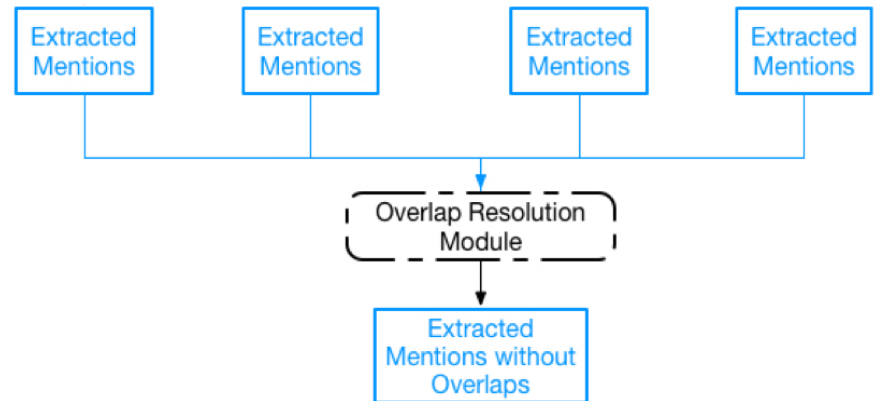 Extracted
Mentions
Extracted
Mentions
Extracted
Mentions
Extracted
Mentions
Overlap Resolution
Module
Extracted
Mentions without
Overlaps